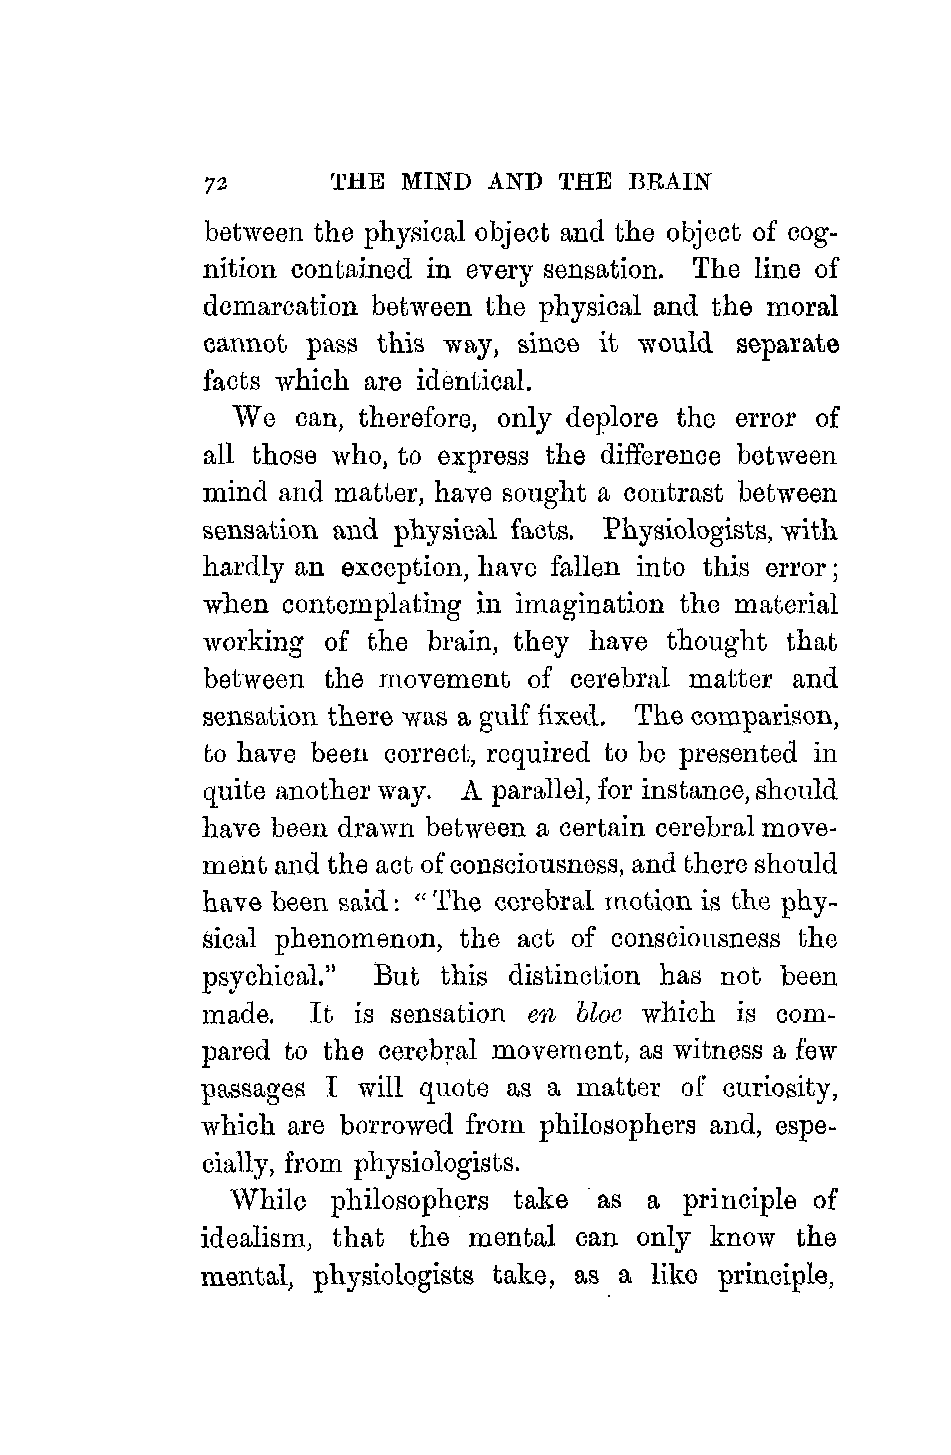 72 THE MIND AND THE BRAIN
between the physical object and the object of cog-
nition contained in every sensation. The line of
demarcation between the physical and the moral
cannot pass this way, since it would separate
facts which are identical.
We can, therefore, only deplore the error of
all those who, to express the difference between
mind and matter, have sought a contrast between
sensation and physical facts. Physiologists, with
hardly an exception, have fallen into this error;
when contemplating in imagination the material
working of the brain, they have thought that
between the movement of cerebral matter and
sensation there was a gulf fixed. The comparison,
to have been correct, required to be presented in
quite another way. A parallel, for instance, should
have been drawn between a certain cerebral move-
ment and the act of consciousness, and there should
have been said: "The cerebral motion is the phy-
sical phenomenon, the act of consciousness the
psychical." But this distinction has not been
made. It is sensation en bloc which is com-
pared to the cerebral movement, as witness a few
passages I will quote as a matter of curiosity,
which are borrowed from philosophers and, espe-
cially, from physiologists.
While philosophers take as a principle of
idealism, that the mental can only know the
mental, physiologists take, as a like principle,